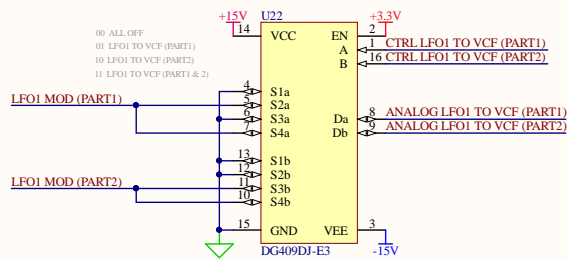 +15V
U22
+3.3V
00 ALL OFF
01 LFO1 TO VCF (PART1)
10 LFO1 TO VCF (PART2)
11 LFO1 TO VCF (PART1 & 2)
14 VCC
EN 2
A 1 CTRL LFO1 TO VCF (PART1)
B 16 CTRL LFO1 TO VCF (PART2)
4 S1a
LFO1 MOD (PART1) 5 S2a
6 S3a
Da 8 ANALOG LFO1 TO VCF (PART1)
7 S4a
Db 9 ANALOG LFO1 TO VCF (PART2)
13 S1b
12 S2b
LFO1 MOD (PART2) 11 S3b
10 S4b
15 GND
VEE 3
DG409DJ-E3
-15V